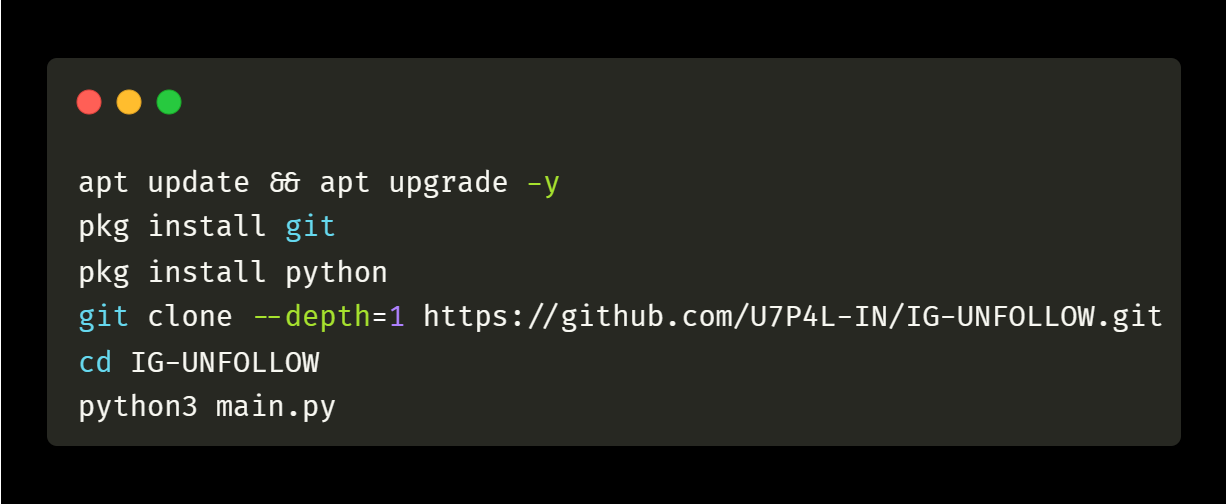 apt update && apt upgrade -y
pkg install git
pkg install python
git clone --depth=1 https://github.com/U7P4L-IN/IG-UNFOLLOW.git
cd IG-UNFOLLOW
python3 main.py